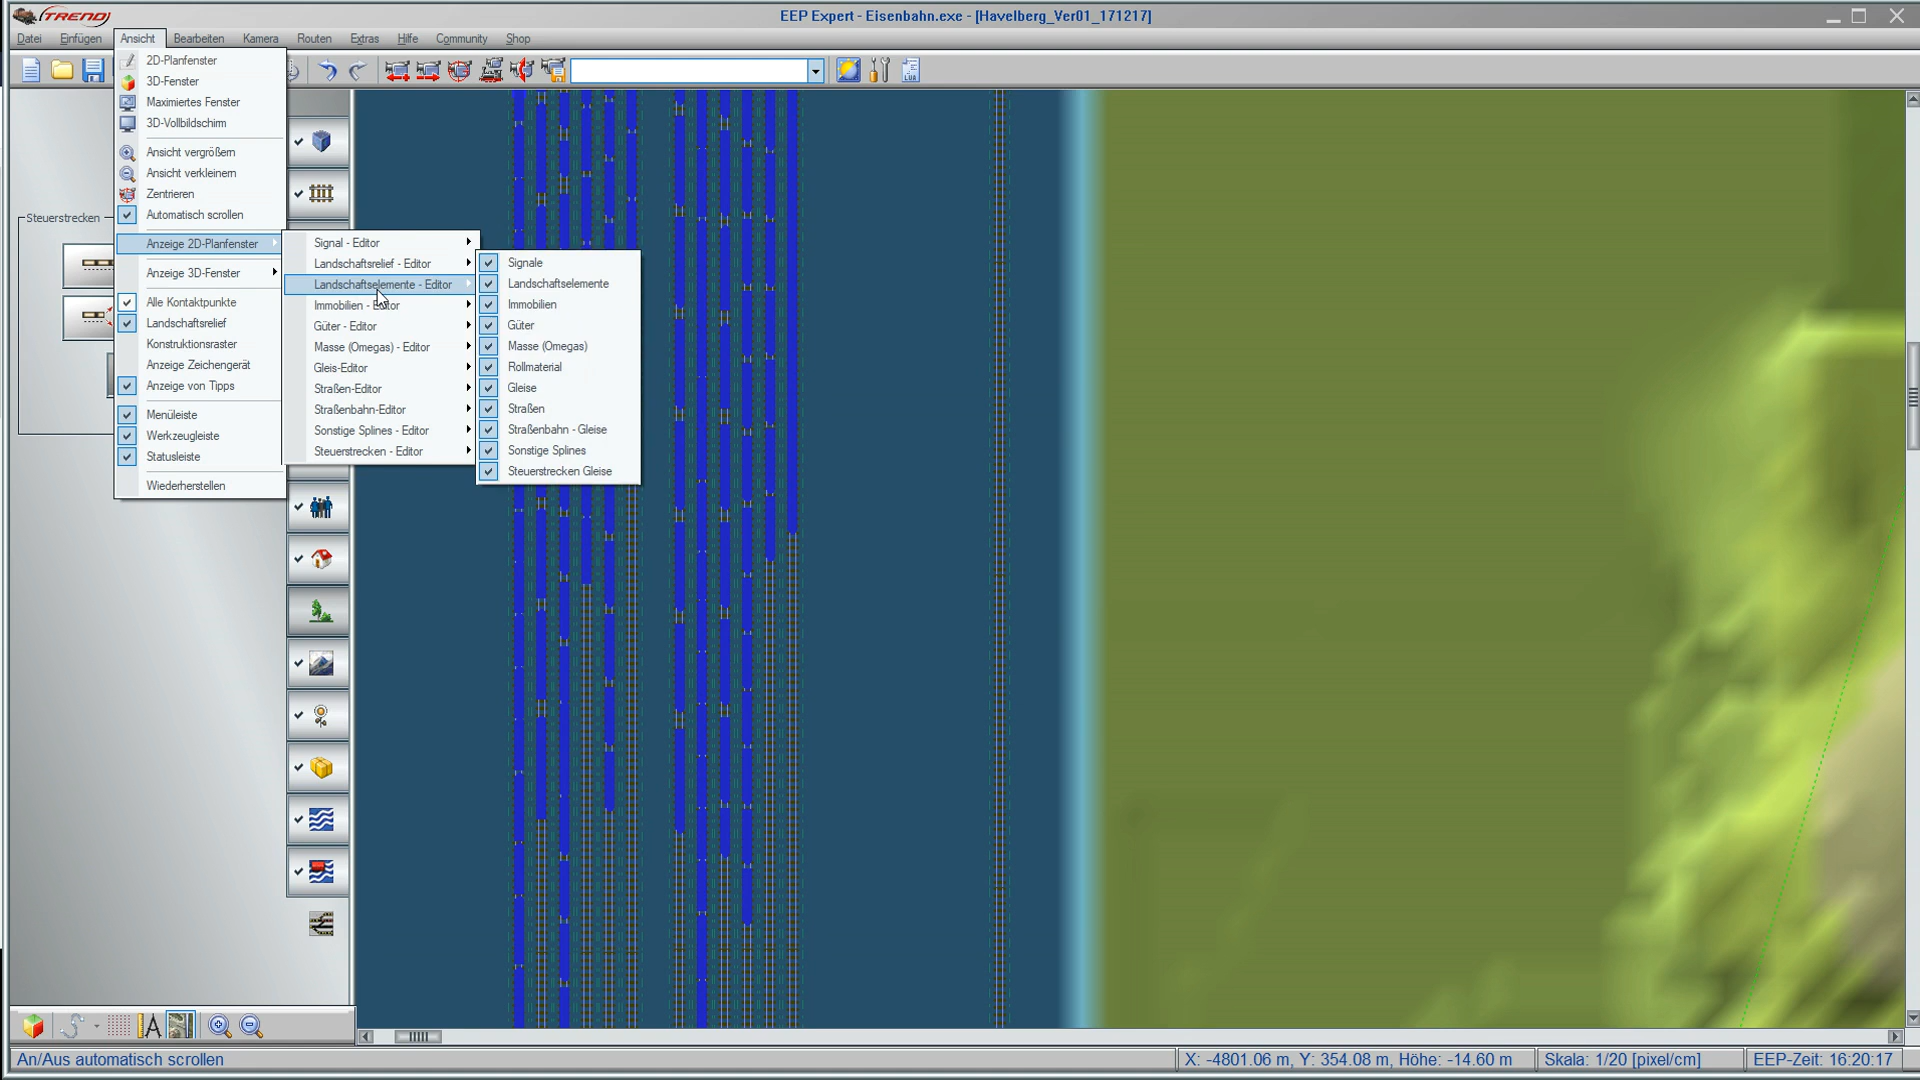 TREND
EEP Expert - Eisenbahn.exe - [Havelberg_Ver01_171217]
Datei Einfügen Ansicht Bearbeiten Kamera Routen Extras Hilfe Community Shop
2D-Planfenster
3D-Fenster
Maximiertes Fenster
3D-Vollbildschim
Ansicht vergrößern
Ansicht verkleinern
Zentrieren
Automatisch scrollen
Anzeige 2D-Planfenster
Anzeige 3D-Fenster
Alle Kontaktpunkte
Landschaftsrelief
Konstruktionsraster
Anzeige Zeichengerät
Anzeige von Tipps
Menüleiste
Werkzeugleiste
Statusleiste
Wiederherstellen
Steuerstrecken
Signal - Editor
Landschaftsrelief - Editor
Landschaftselemente - Editor
Immobilien - Editor
Güter - Editor
Masse (Omegas) - Editor
Gleis-Editor
Straßen-Editor
Straßenbahn-Editor
Sonstige Splines - Editor
Steuerstrecken - Editor
Signale
Landschaftselemente
Immobilien
Güter
Masse (Omegas)
Rollmaterial
Gleise
Straßen
Straßenbahn - Gleise
Sonstige Splines
Steuerstrecken Gleise
LUA
An/Aus automatisch scrollen
X: -4801.06 m, Y: 354.08 m, Höhe: -14.60 m
Skala: 1/20 [pixel/cm]
EEP-Zeit: 16:20:17